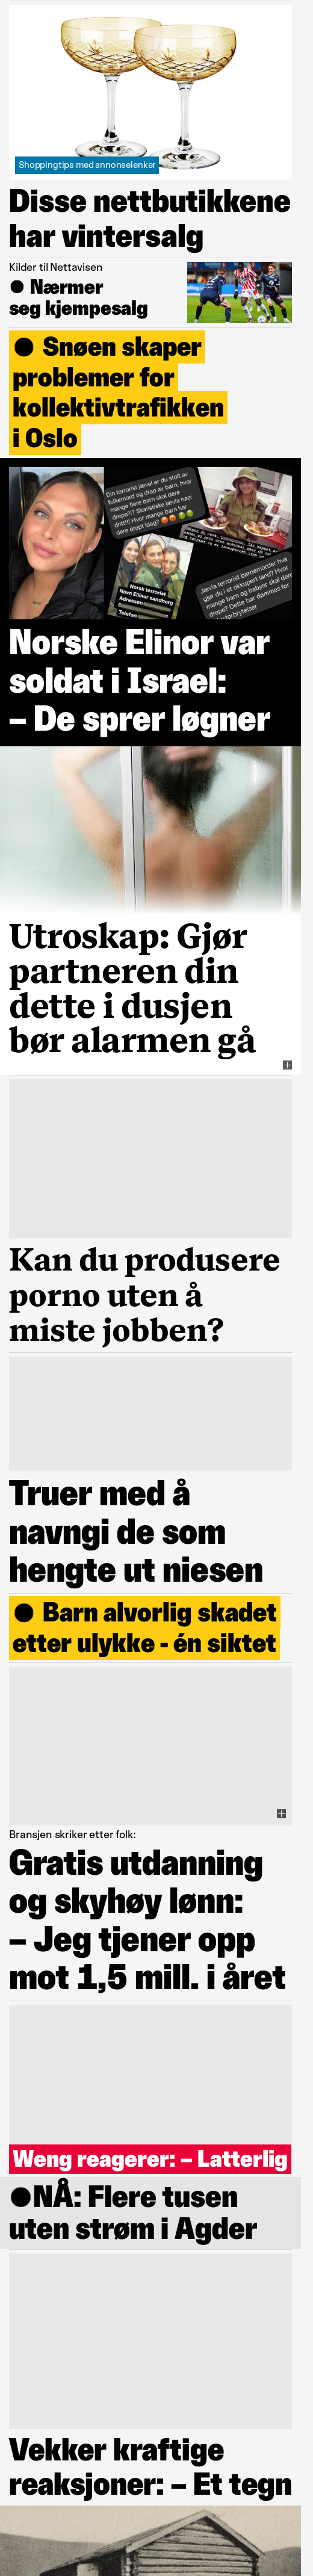 Shoppingtips med annonselenker
Disse nettbutikkene
har vintersalg
Kilder til Nettavisen
● Nærmer
seg kjempesalg
● Snøen skaper
problemer for
kollektivtrafikken
i Oslo
Din terrorist jævel er du stolt av
folkemord og drap av barn, hvor
mange flere barn skal dere
drepe??? Slonivistiske jævla nazi
dritt!!! Hvor mange barn har
dere drept idag?
Norsk terrorist
Ninn Elinor sandberg
Adressen:
Telefon
Jævla terrorist barnemorder hva
gjør du i et okkupert land? Hvor
mange barn og babyer skal dere
drepe? Dette bør dømmes for
Norske Elinor var
soldat i Israel:
– De sprer løgner
Utroskap: Gjør
partneren din
dette i dusjen
bør alarmen gå
Kan du produsere
porno uten å
miste jobben?
Truer med å
navngi de som
hengte ut niesen
● Barn alvorlig skadet
etter ulykke - én siktet
Bransjen skriker etter folk:
Gratis utdanning
og skyhøy lønn:
– Jeg tjener opp
mot 1,5 mill. i året
Weng reagerer: – Latterlig
●NÅ: Flere tusen
uten strøm i Agder
Vekker kraftige
reaksjoner: – Et tegn